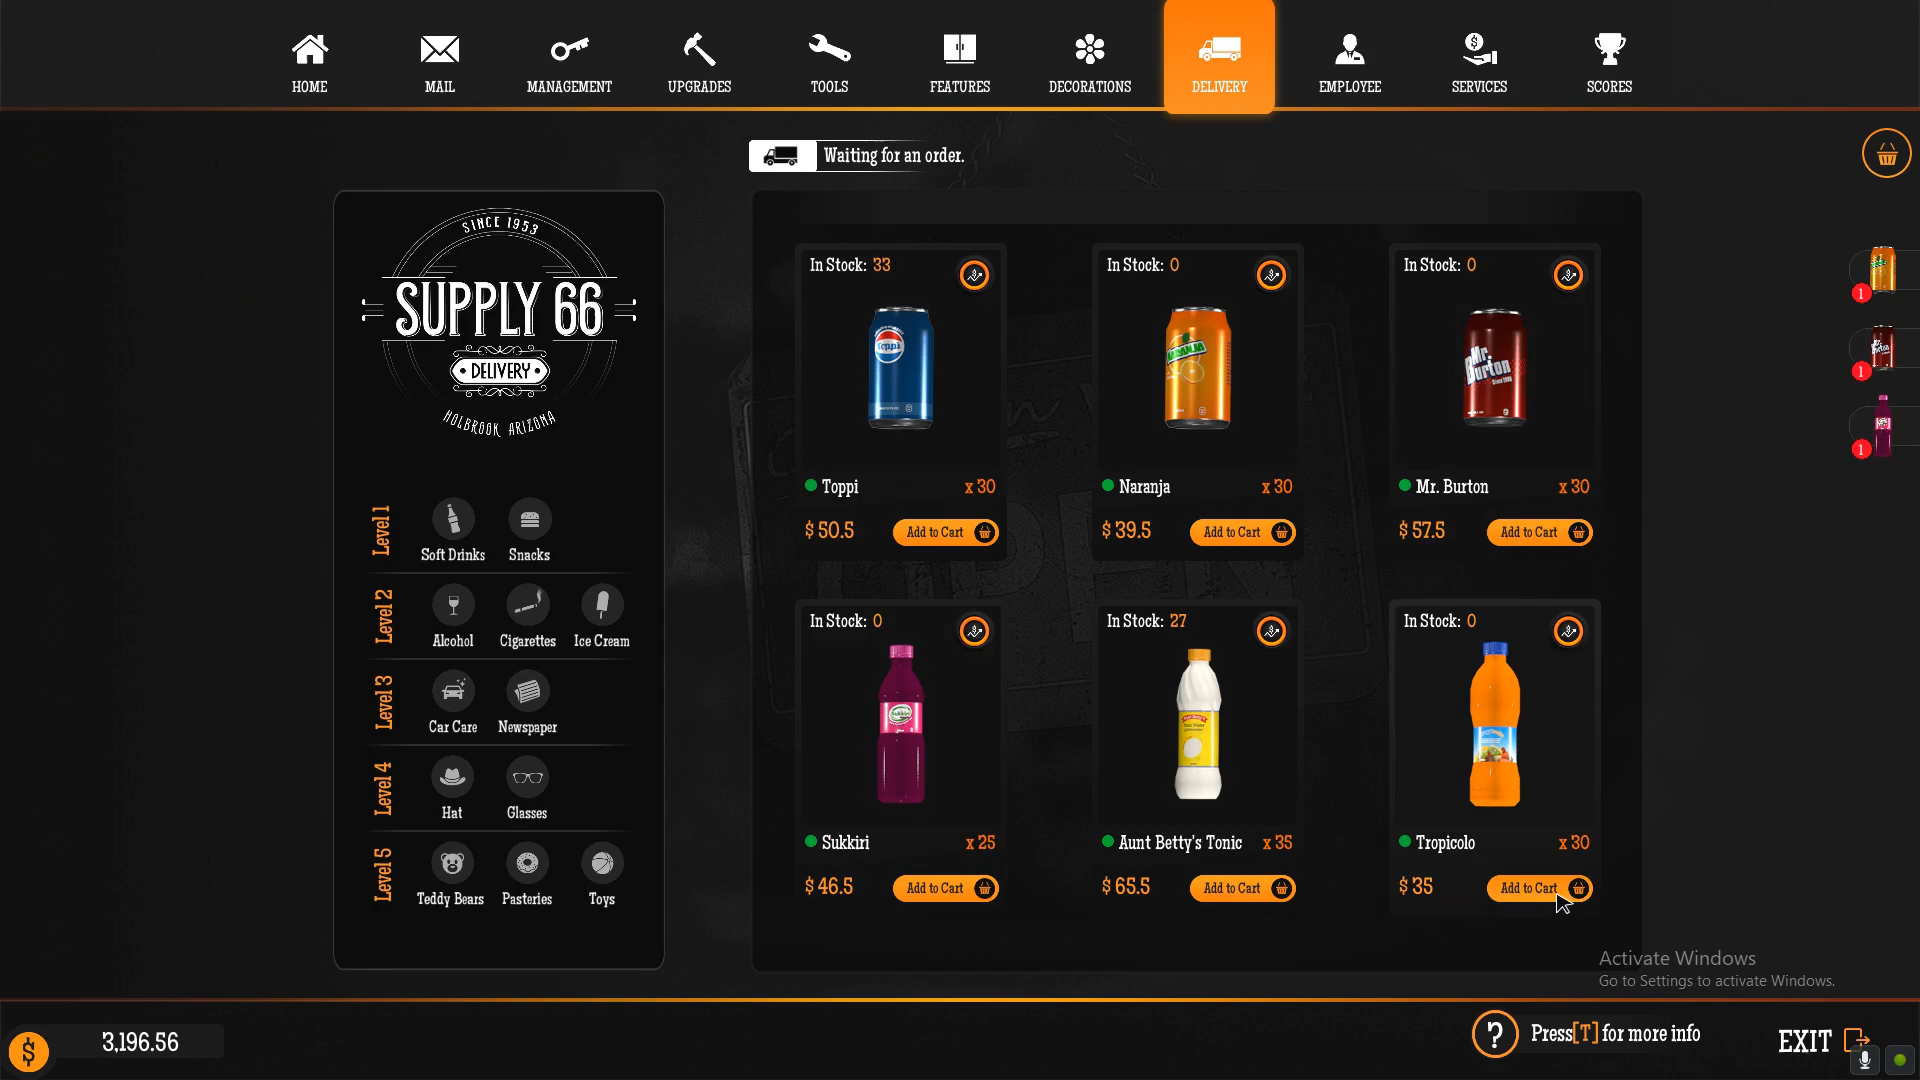 HOME
MAIL
MANAGEMENT
UPGRADES
TOOLS
FEATURES
DECORATIONS
DELIVERY
EMPLOYEE
SERVICES
SCORES
Waiting for an order.
SINCE 1953
SUPPLY 66
DELIVERY
HOLBROOK ARIZONA
Level 1
Soft Drinks
Snacks
Level 2
Alcohol
Cigarettes
Ice Cream
Level 3
Car Care
Newspaper
Level 4
Hat
Glasses
Level 5
Teddy Bears
Pasteries
Toys
In Stock: 33
Toppi
Toppi x 30
$ 50.5 Add to Cart
In Stock: 0
NARANJA
Naranja x 30
$ 39.5 Add to Cart
In Stock: 0
Mr. Burton
Mr. Burton x 30
$ 57.5 Add to Cart
In Stock: 0
Sukkiri
Sukkiri x 25
$ 46.5 Add to Cart
In Stock: 27
Aunt Betty's Tonic x 35
$ 65.5 Add to Cart
In Stock: 0
Tropicolo x 30
$ 35 Add to Cart
1
1
1
Activate Windows
Go to Settings to activate Windows.
$ 3,196.56
? Press[T] for more info
EXIT